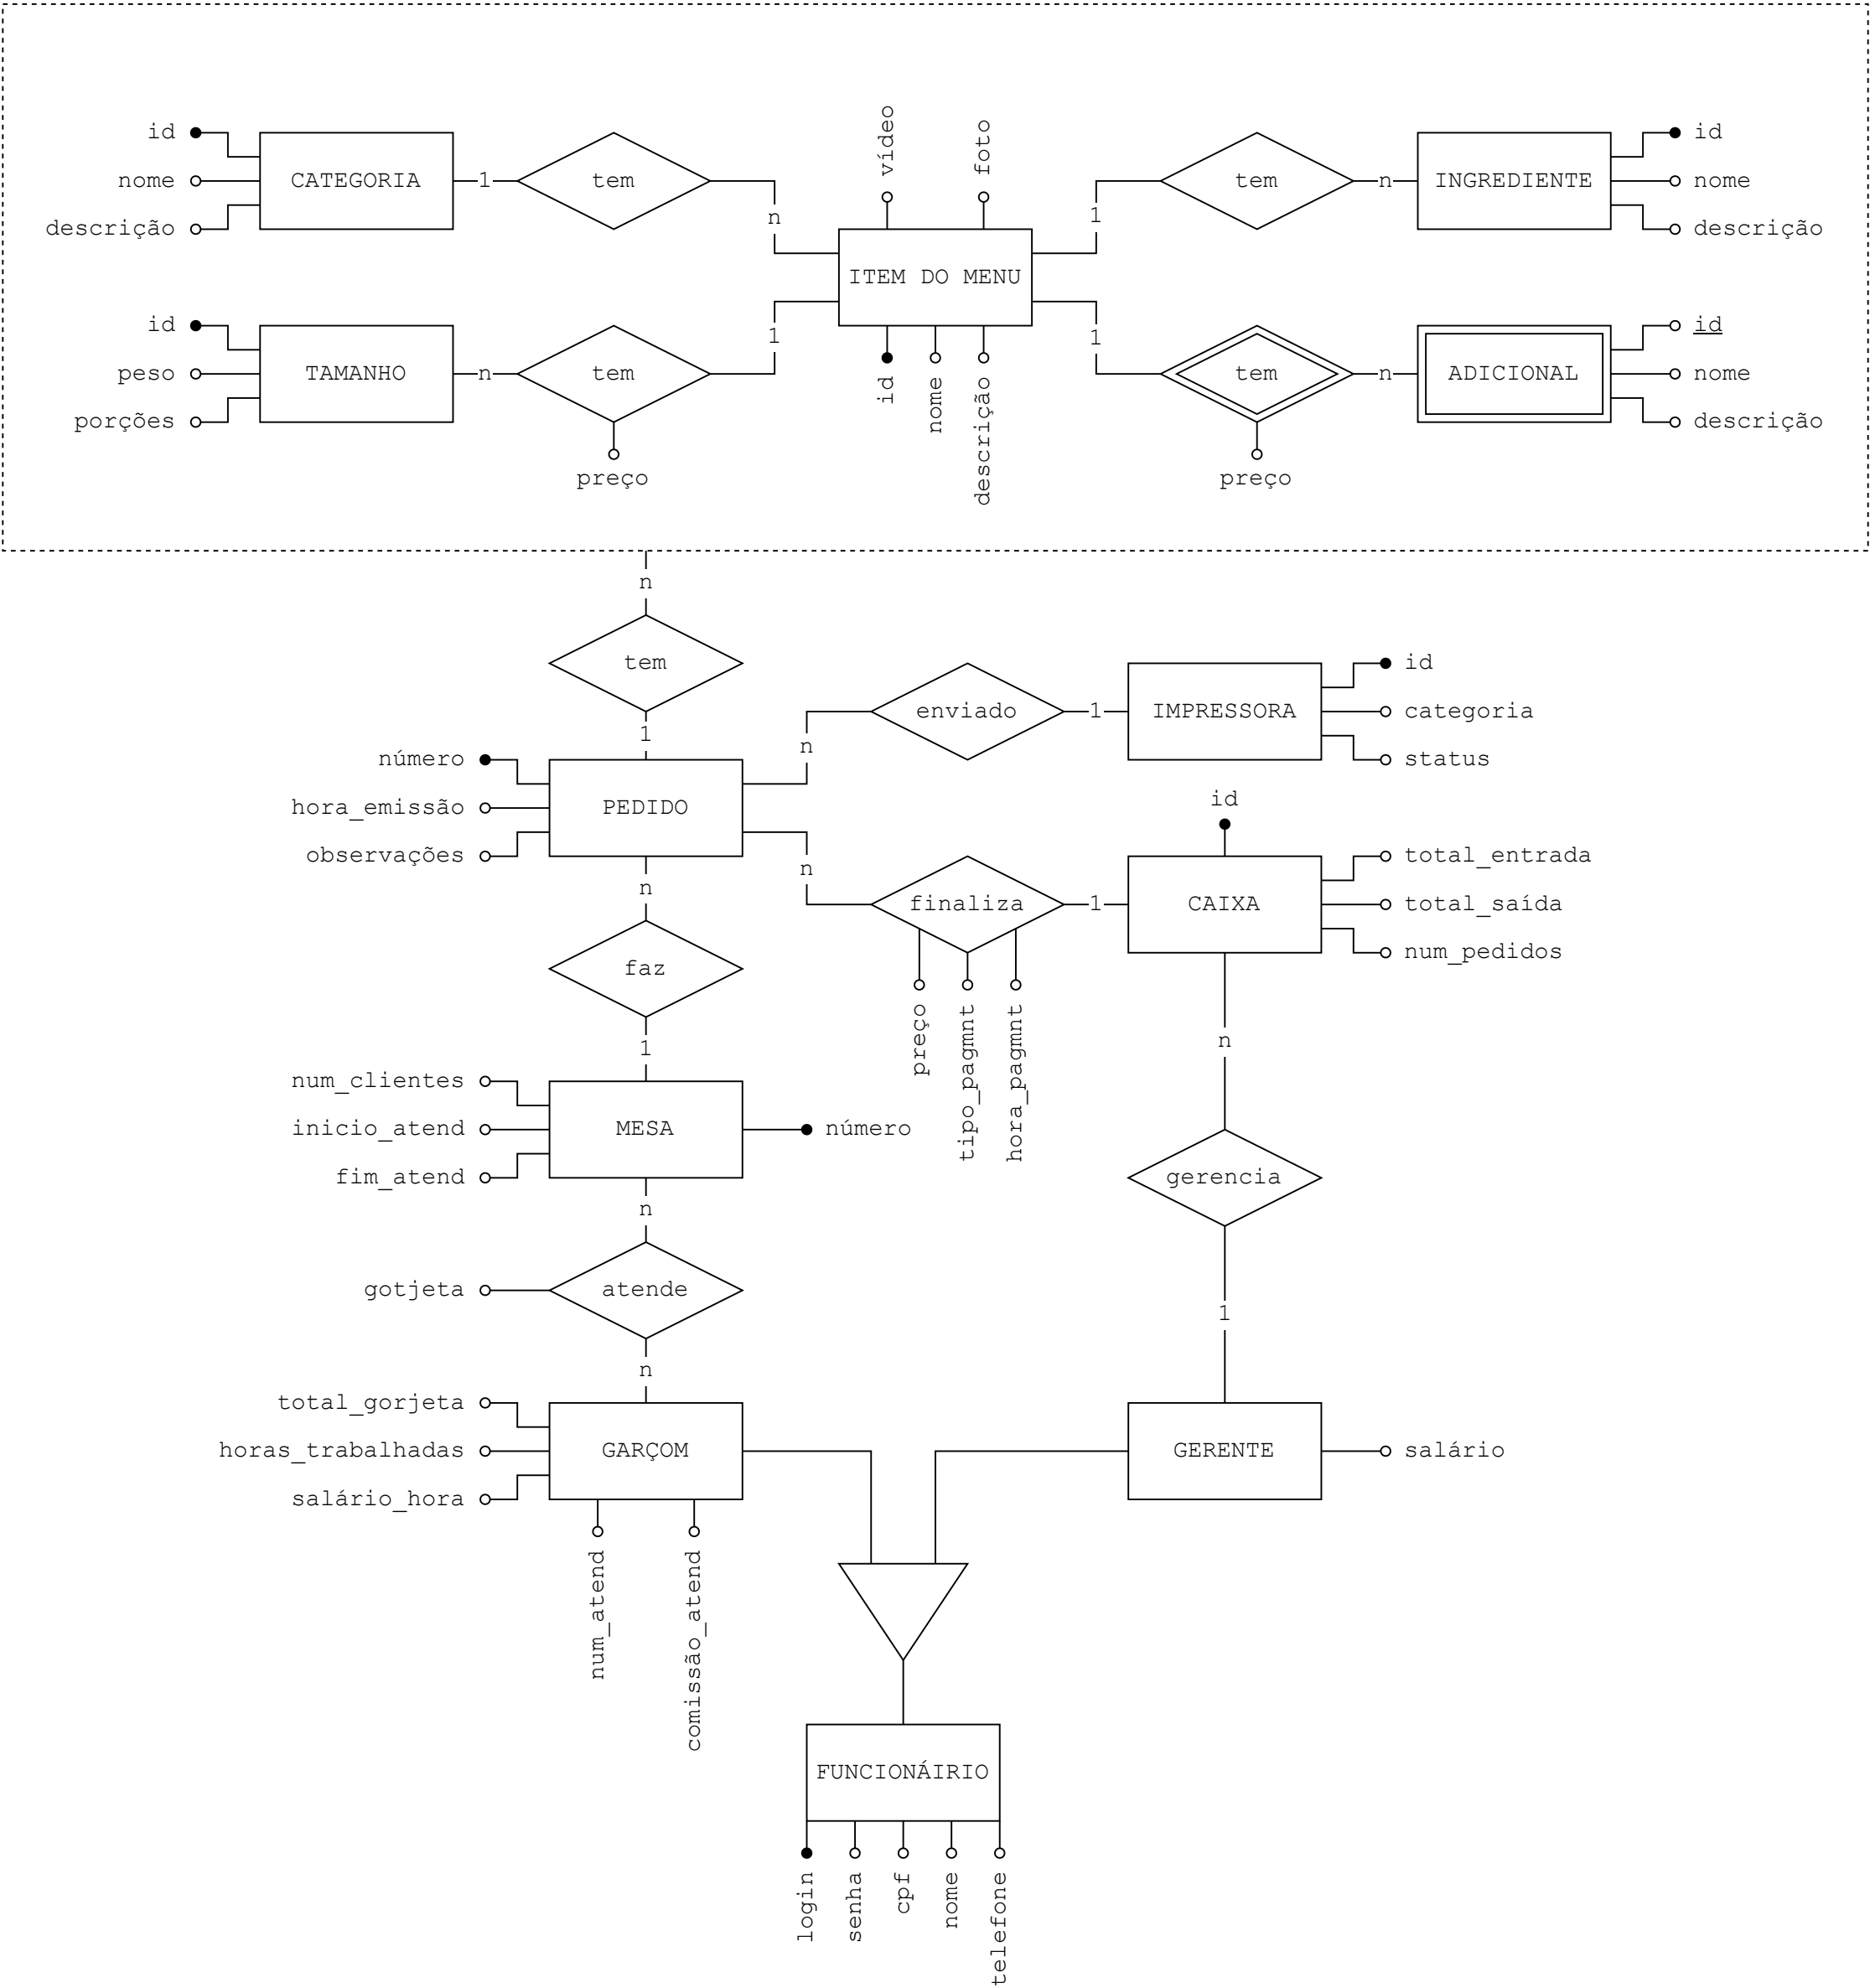 vídeo
foto
id
nome
descrição
CATEGORIA
1
tem
n
ITEM DO MENU
1
tem
n
INGREDIENTE
id
nome
descrição
id
peso
porções
TAMANHO
n
tem
1
preço
id
nome
descrição
1
tem
n
ADICIONAL
id
nome
descrição
preço
n
tem
1
número
hora_emissão
observações
PEDIDO
n
enviado
1
IMPRESSORA
id
categoria
status
n
finaliza
1
CAIXA
id
total_entrada
total_saída
num_pedidos
preço
tipo_pagmnt
hora_pagmnt
n
faz
1
num_clientes
inicio_atend
fim_atend
MESA
número
n
gerencia
1
n
gotjeta
atende
n
total_gorjeta
horas_trabalhadas
salário_hora
GARÇOM
GERENTE
salário
num_atend
comissão_atend
FUNCIONÁIRIO
login
senha
cpf
nome
telefone